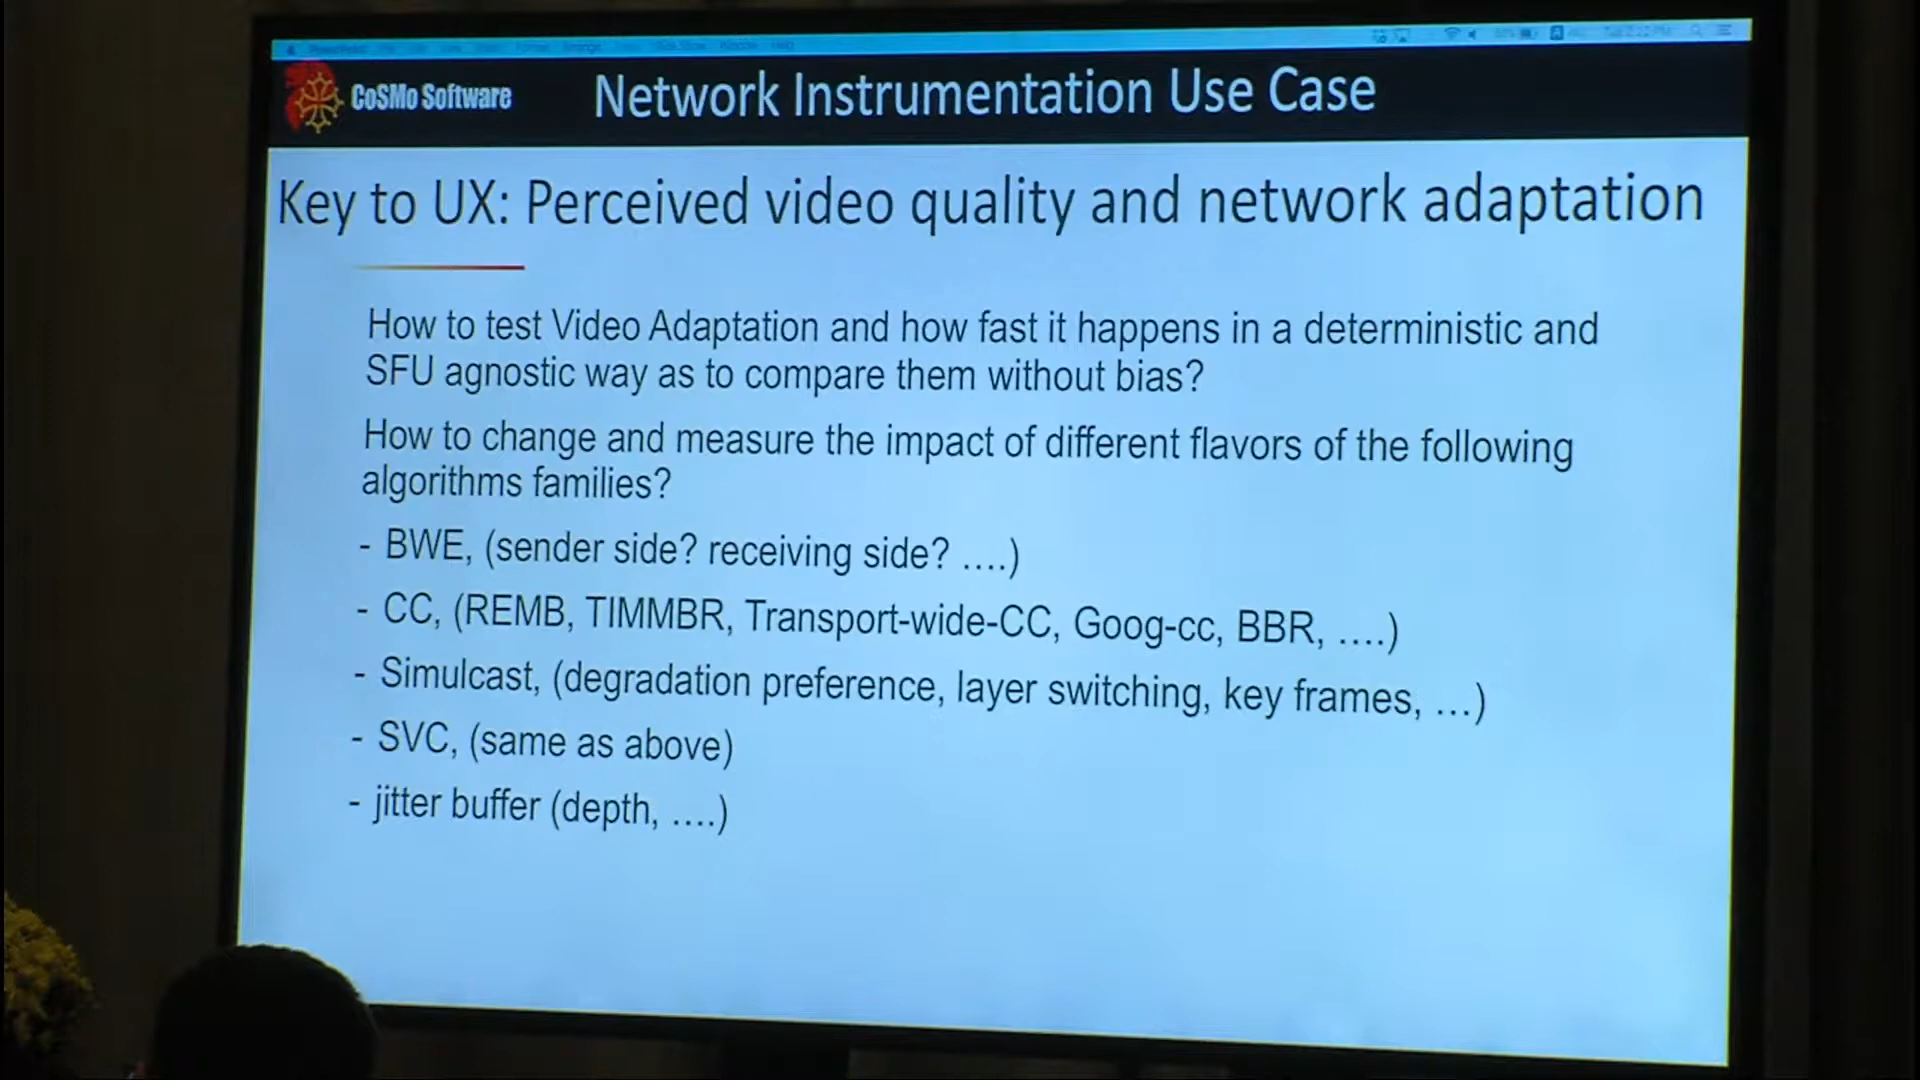 CoSMo Software
Network Instrumentation Use Case
Key to UX: Perceived video quality and network adaptation
How to test Video Adaptation and how fast it happens in a deterministic and
SFU agnostic way as to compare them without bias?
How to change and measure the impact of different flavors of the following
algorithms families?
- BWE, (sender side? receiving side? ....)
- CC, (REMB, TIMMBR, Transport-wide-CC, Goog-cc, BBR, ....)
- Simulcast, (degradation preference, layer switching, key frames, ...)
- SVC, (same as above)
- jitter buffer (depth, ....)